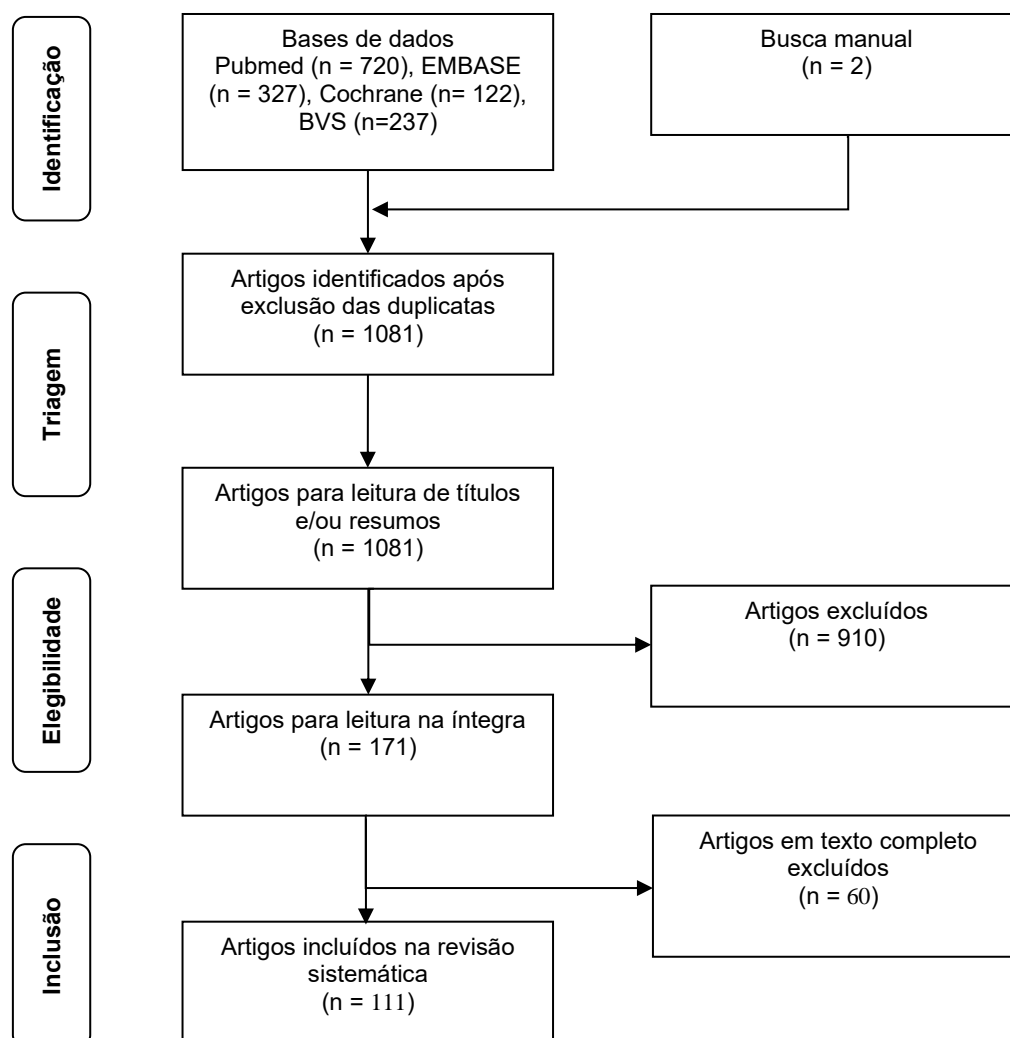 Identificação
Bases de dados
Pubmed (n = 720), EMBASE
(n = 327), Cochrane (n= 122),
BVS (n=237)
Busca manual
(n = 2)
Triagem
Artigos identificados após
exclusão das duplicatas
(n = 1081)
Artigos para leitura de títulos
e/ou resumos
(n = 1081)
Elegibilidade
Artigos excluídos
(n = 910)
Artigos para leitura na íntegra
(n = 171)
Artigos em texto completo
excluídos
(n = 60)
Inclusão
Artigos incluídos na revisão
sistemática
(n = 111)